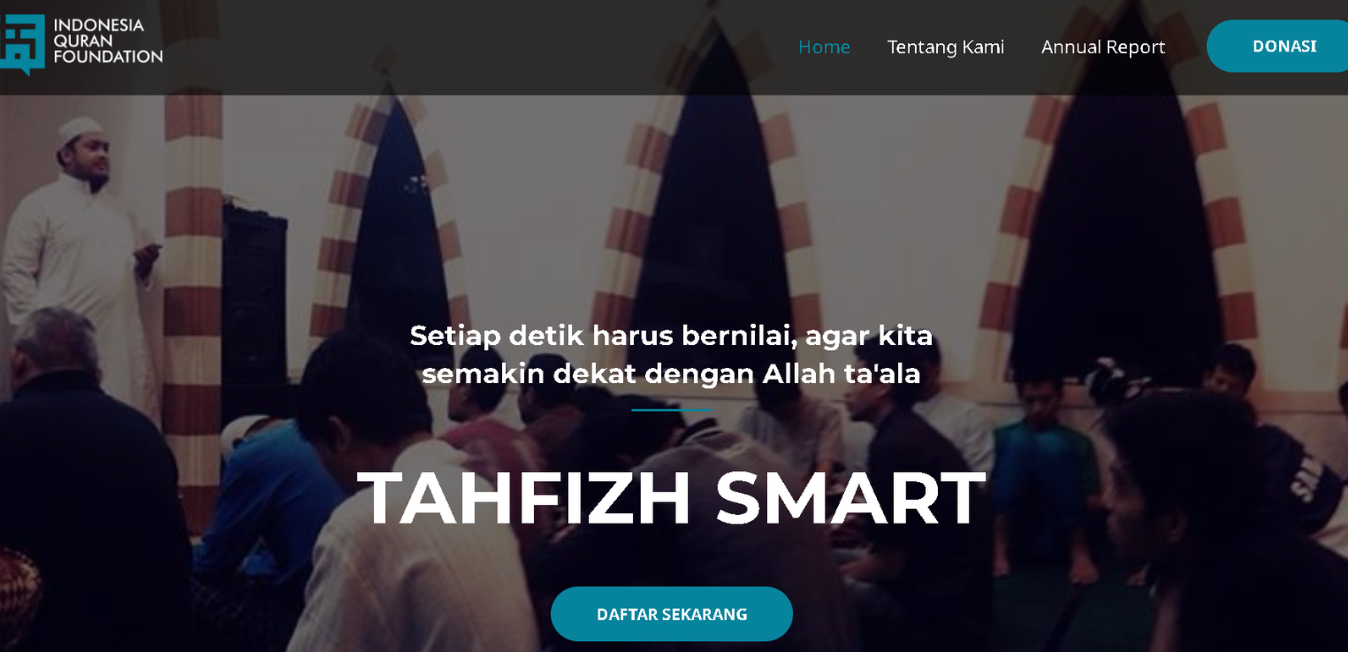 INDONESIA
QURAN
FOUNDATION
Home
Tentang Kami
Annual Report
DONASI
Setiap detik harus bernilai, agar kita
semakin dekat dengan Allah ta'ala
TAHFIZH SMART
DAFTAR SEKARANG